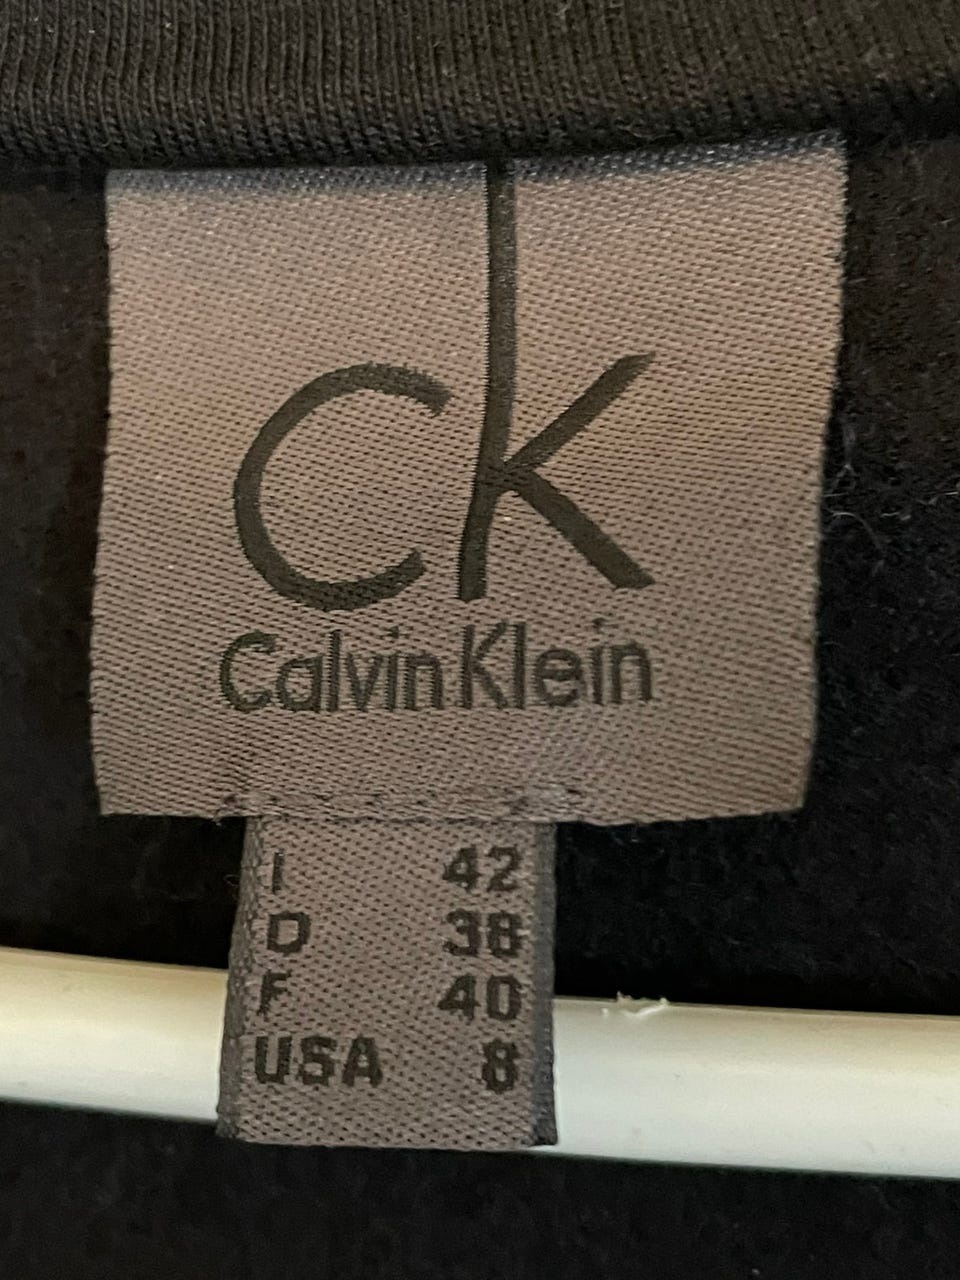 ck
Calvin Klein
I 42
D 38
F 40
USA 8